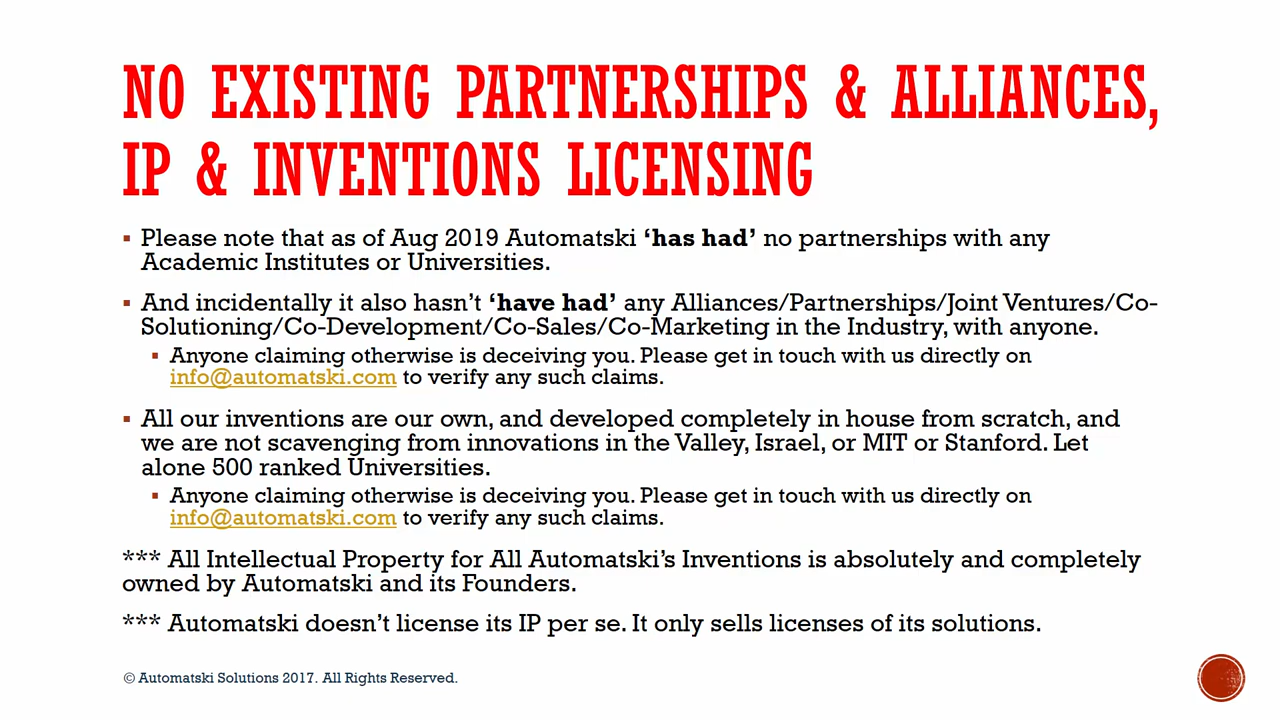 NO EXISTING PARTNERSHIPS & ALLIANCES,
IP & INVENTIONS LICENSING
▪ Please note that as of Aug 2019 Automatski ‘has had’ no partnerships with any
Academic Institutes or Universities.
▪ And incidentally it also hasn’t ‘have had’ any Alliances/Partnerships/Joint Ventures/Co-
Solutioning/Co-Development/Co-Sales/Co-Marketing in the Industry, with anyone.
▪ Anyone claiming otherwise is deceiving you. Please get in touch with us directly on
info@automatski.com to verify any such claims.
▪ All our inventions are our own, and developed completely in house from scratch, and
we are not scavenging from innovations in the Valley, Israel, or MIT or Stanford. Let
alone 500 ranked Universities.
▪ Anyone claiming otherwise is deceiving you. Please get in touch with us directly on
info@automatski.com to verify any such claims.
*** All Intellectual Property for All Automatski’s Inventions is absolutely and completely
owned by Automatski and its Founders.
*** Automatski doesn’t license its IP per se. It only sells licenses of its solutions.
© Automatski Solutions 2017. All Rights Reserved.